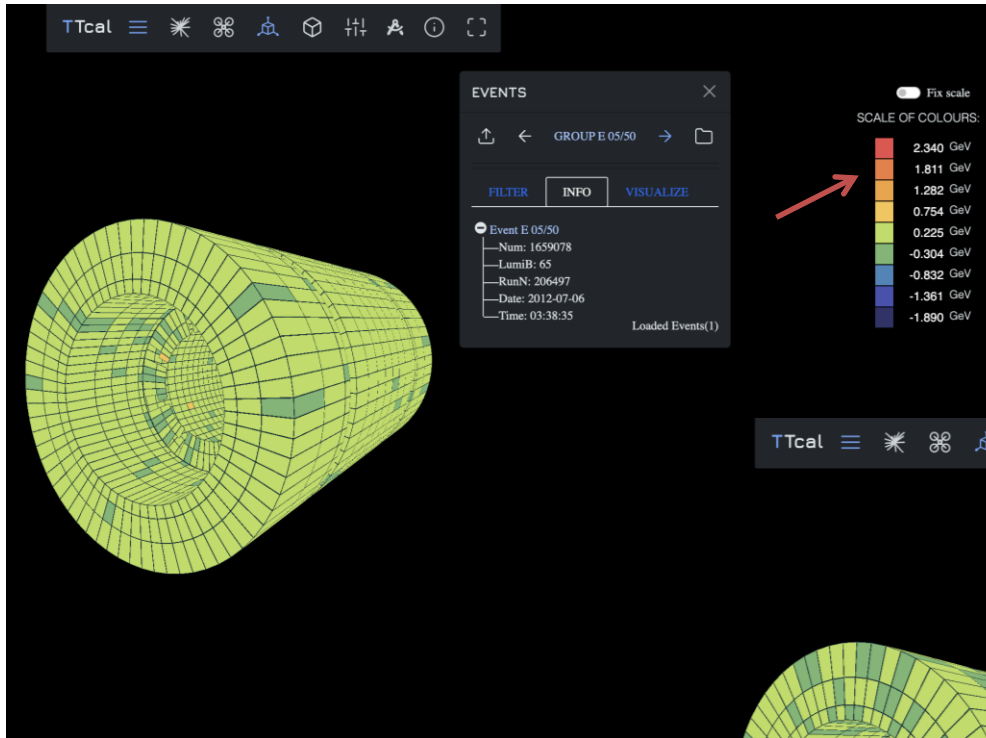 TTcal
EVENTS
GROUP E 05/50
FILTER INFO VISUALIZE
Event E 05/50
Num: 1659078
LumiB: 65
RunN: 206497
Date: 2012-07-06
Time: 03:38:35
Loaded Events(1)
Fix scale
SCALE OF COLOURS:
2.340 GeV
1.811 GeV
1.282 GeV
0.754 GeV
0.225 GeV
-0.304 GeV
-0.832 GeV
-1.361 GeV
-1.890 GeV
TTcal